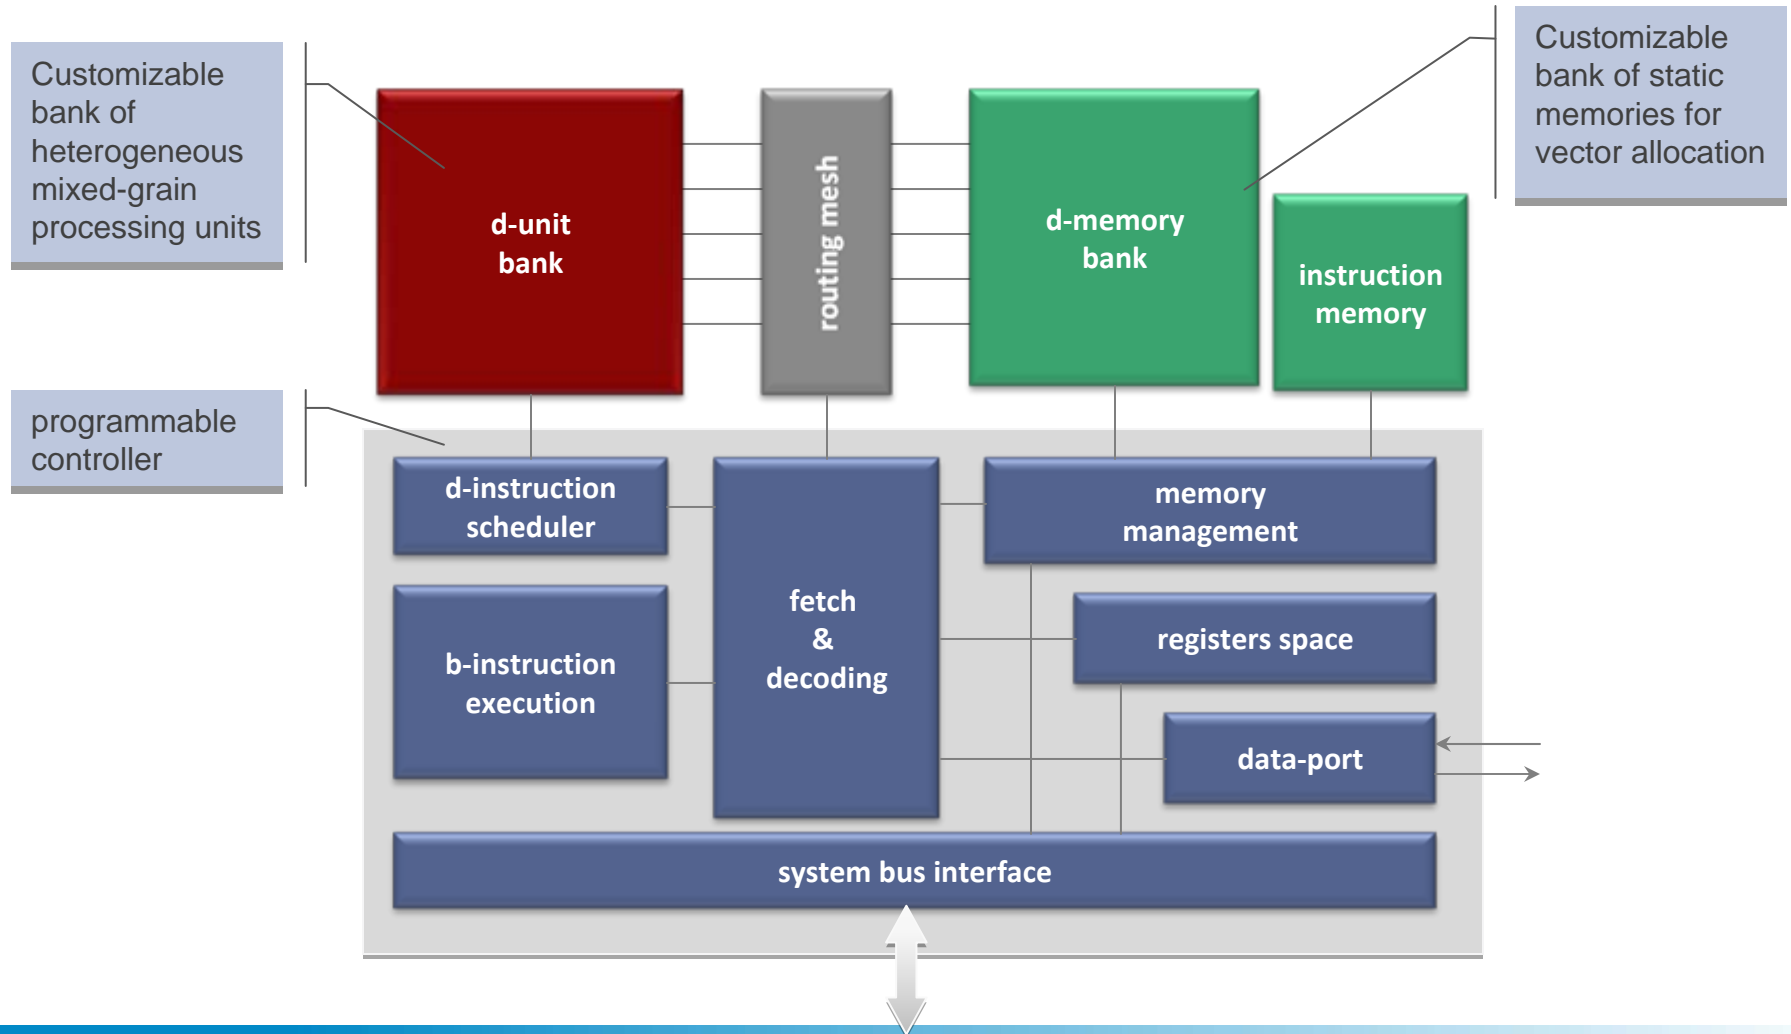 Customizable
bank of
heterogeneous
mixed-grain
processing units
Customizable
bank of static
memories for
vector allocation
d-unit
bank
routing mesh
d-memory
bank
instruction
memory
programmable
controller
d-instruction
scheduler
memory
management
fetch
&
decoding
b-instruction
execution
registers space
data-port
system bus interface